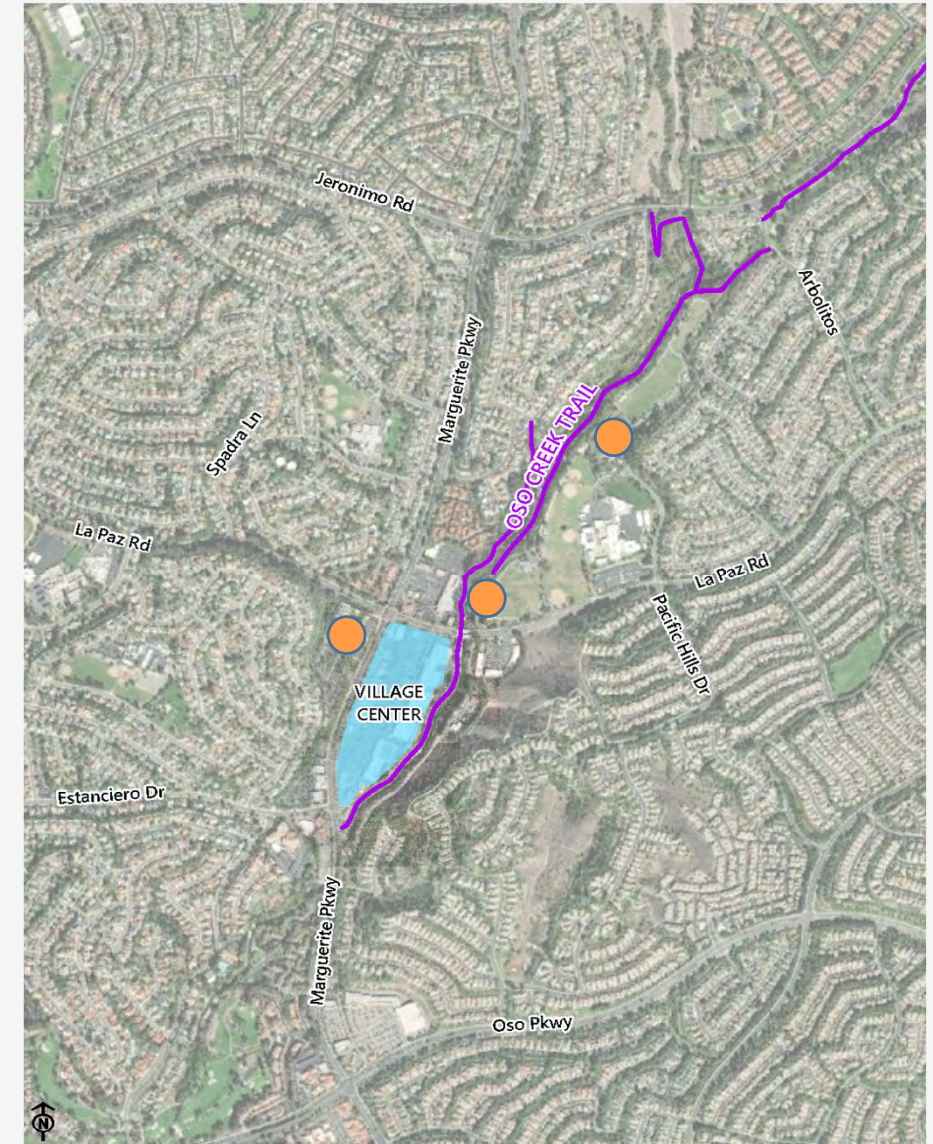 Jeronimo Rd
Arbolitos
Marguerite Pkwy
OSO CREEK TRAIL
Spadra Ln
La Paz Rd
La Paz Rd
Pacific Hills Dr
VILLAGE
CENTER
Estanciero Dr
Marguerite Pkwy
Oso Pkwy
N